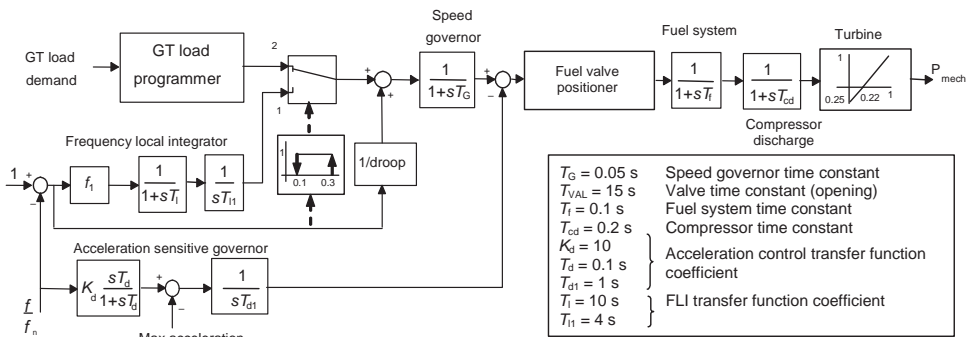 GT load demand
GT load programmer
2
1
Speed governor
+
+
1
1+sT_G
+
−
Fuel valve positioner
Fuel system
1
1+sT_f
1
1+sT_cd
Compressor discharge
Turbine
1
0.25 0.22 1
P_mech
Frequency local integrator
1
+
−
f_1
1
1+sT_I
1
sT_I1
1
0.1 0.3
1/droop
Acceleration sensitive governor
f
f_n
K_d sT_d
1+sT_d
+
−
1
sT_d1
Max acceleration
T_G = 0.05 s Speed governor time constant
T_VAL = 15 s Valve time constant (opening)
T_f = 0.1 s Fuel system time constant
T_cd = 0.2 s Compressor time constant
K_d = 10
T_d = 0.1 s Acceleration control transfer function coefficient
T_d1 = 1 s
T_I = 10 s FLI transfer function coefficient
T_I1 = 4 s